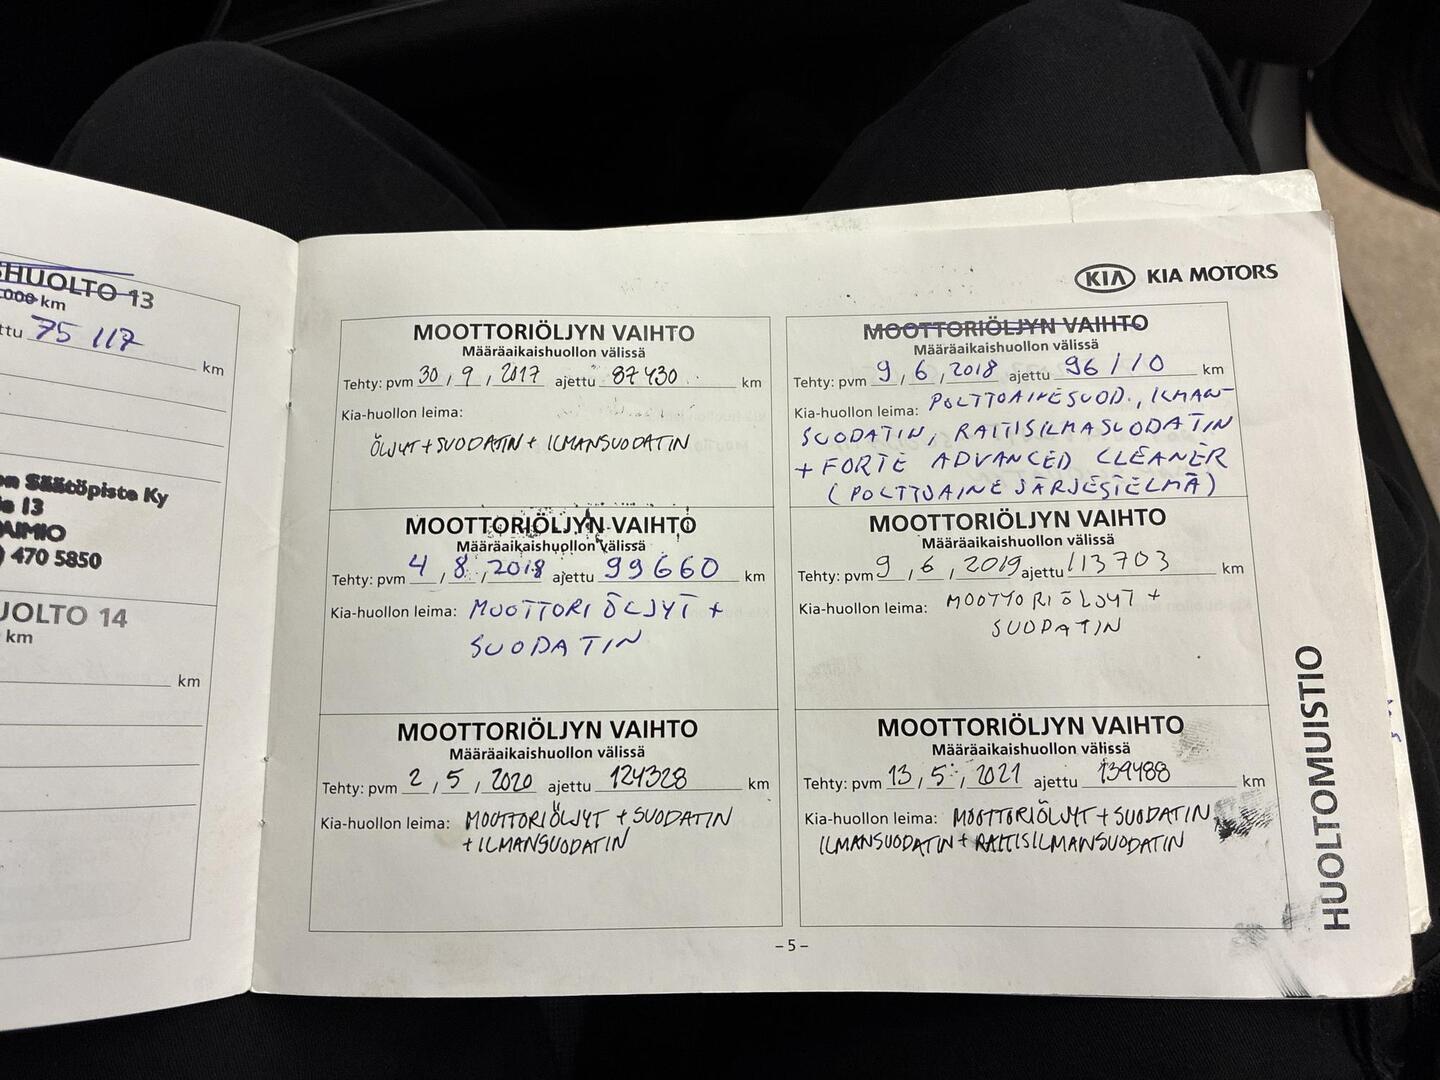 SHUOLTO 13
.000 km
ttu 75 117 km
on Säätöpiste Ky
ie 13
AIMIO
) 470 5850
UOLTO 14
km
km
KIA KIA MOTORS
MOOTTORIÖLJYN VAIHTO
Määräaikaishuollon välissä
Tehty: pvm 30, 9, 2017 ajettu 87430 km
Kia-huollon leima:
ÖLJYT + SUODATIN + ILMANSUODATIN
MOOTTORIÖLJYN VAIHTO
Määräaikaishuollon välissä
Tehty: pvm 9, 6, 2018 ajettu 96110 km
Kia-huollon leima: POLTTOAINESUOD., ILMAN-
SUODATIN, RAITISILMASUODATIN
+ FORTE ADVANCED CLEANER
(POLTTOAINEJÄRJESTELMÄ)
MOOTTORIÖLJYN VAIHTO
Määräaikaishuollon välissä
Tehty: pvm 4, 8, 2018 ajettu 99660 km
Kia-huollon leima: MOOTTORIÖLJYT +
SUODATIN
MOOTTORIÖLJYN VAIHTO
Määräaikaishuollon välissä
Tehty: pvm 9, 6, 2019 ajettu 113703 km
Kia-huollon leima: MOOTTORIÖLJYT +
SUODATIN
MOOTTORIÖLJYN VAIHTO
Määräaikaishuollon välissä
Tehty: pvm 2, 5, 2020 ajettu 124328 km
Kia-huollon leima: MOOTTORIÖLJYT + SUODATIN
+ ILMANSUODATIN
MOOTTORIÖLJYN VAIHTO
Määräaikaishuollon välissä
Tehty: pvm 13, 5, 2021 ajettu 139488 km
Kia-huollon leima: MOOTTORIÖLJYT + SUODATIN
ILMANSUODATIN + RAITISILMANSUODATIN
HUOLTOMUISTIO
– 5 –